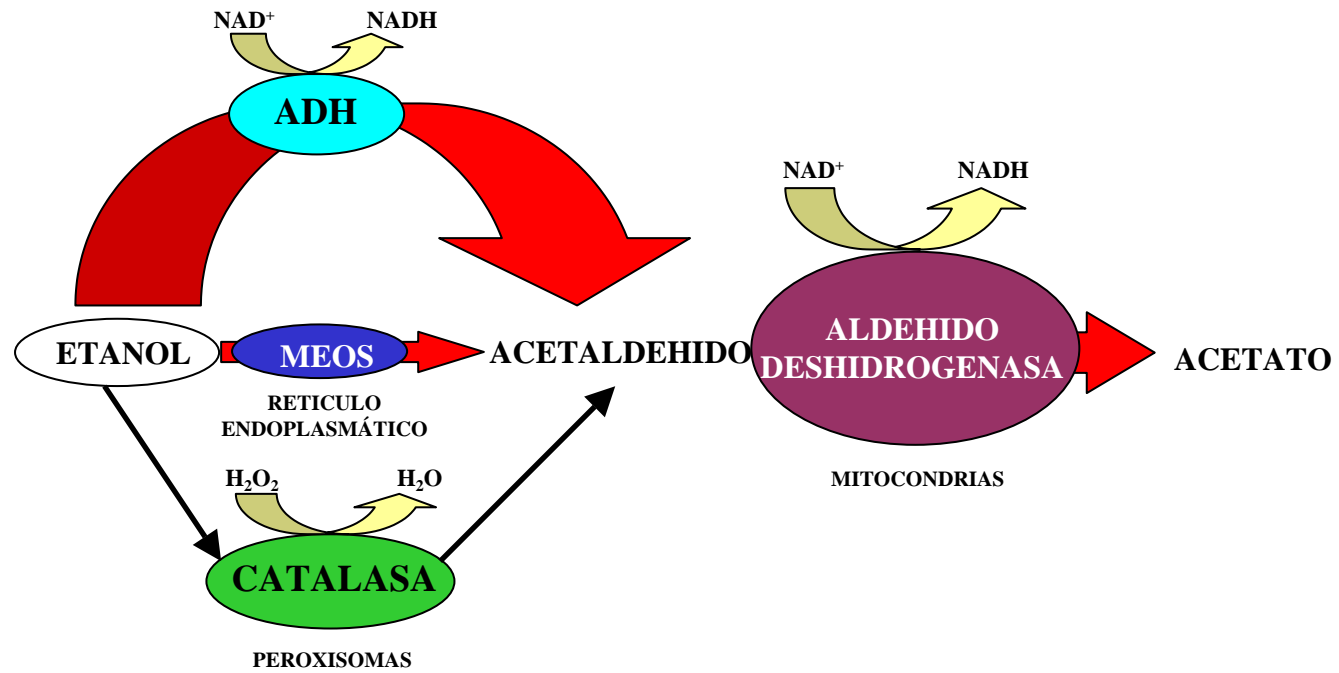 NAD⁺ NADH
ADH
NAD⁺ NADH
ETANOL
MEOS
ACETALDEHIDO
ALDEHIDO
DESHIDROGENASA
ACETATO
RETICULO
ENDOPLASMÁTICO
MITOCONDRIAS
H₂O₂ H₂O
CATALASA
PEROXISOMAS